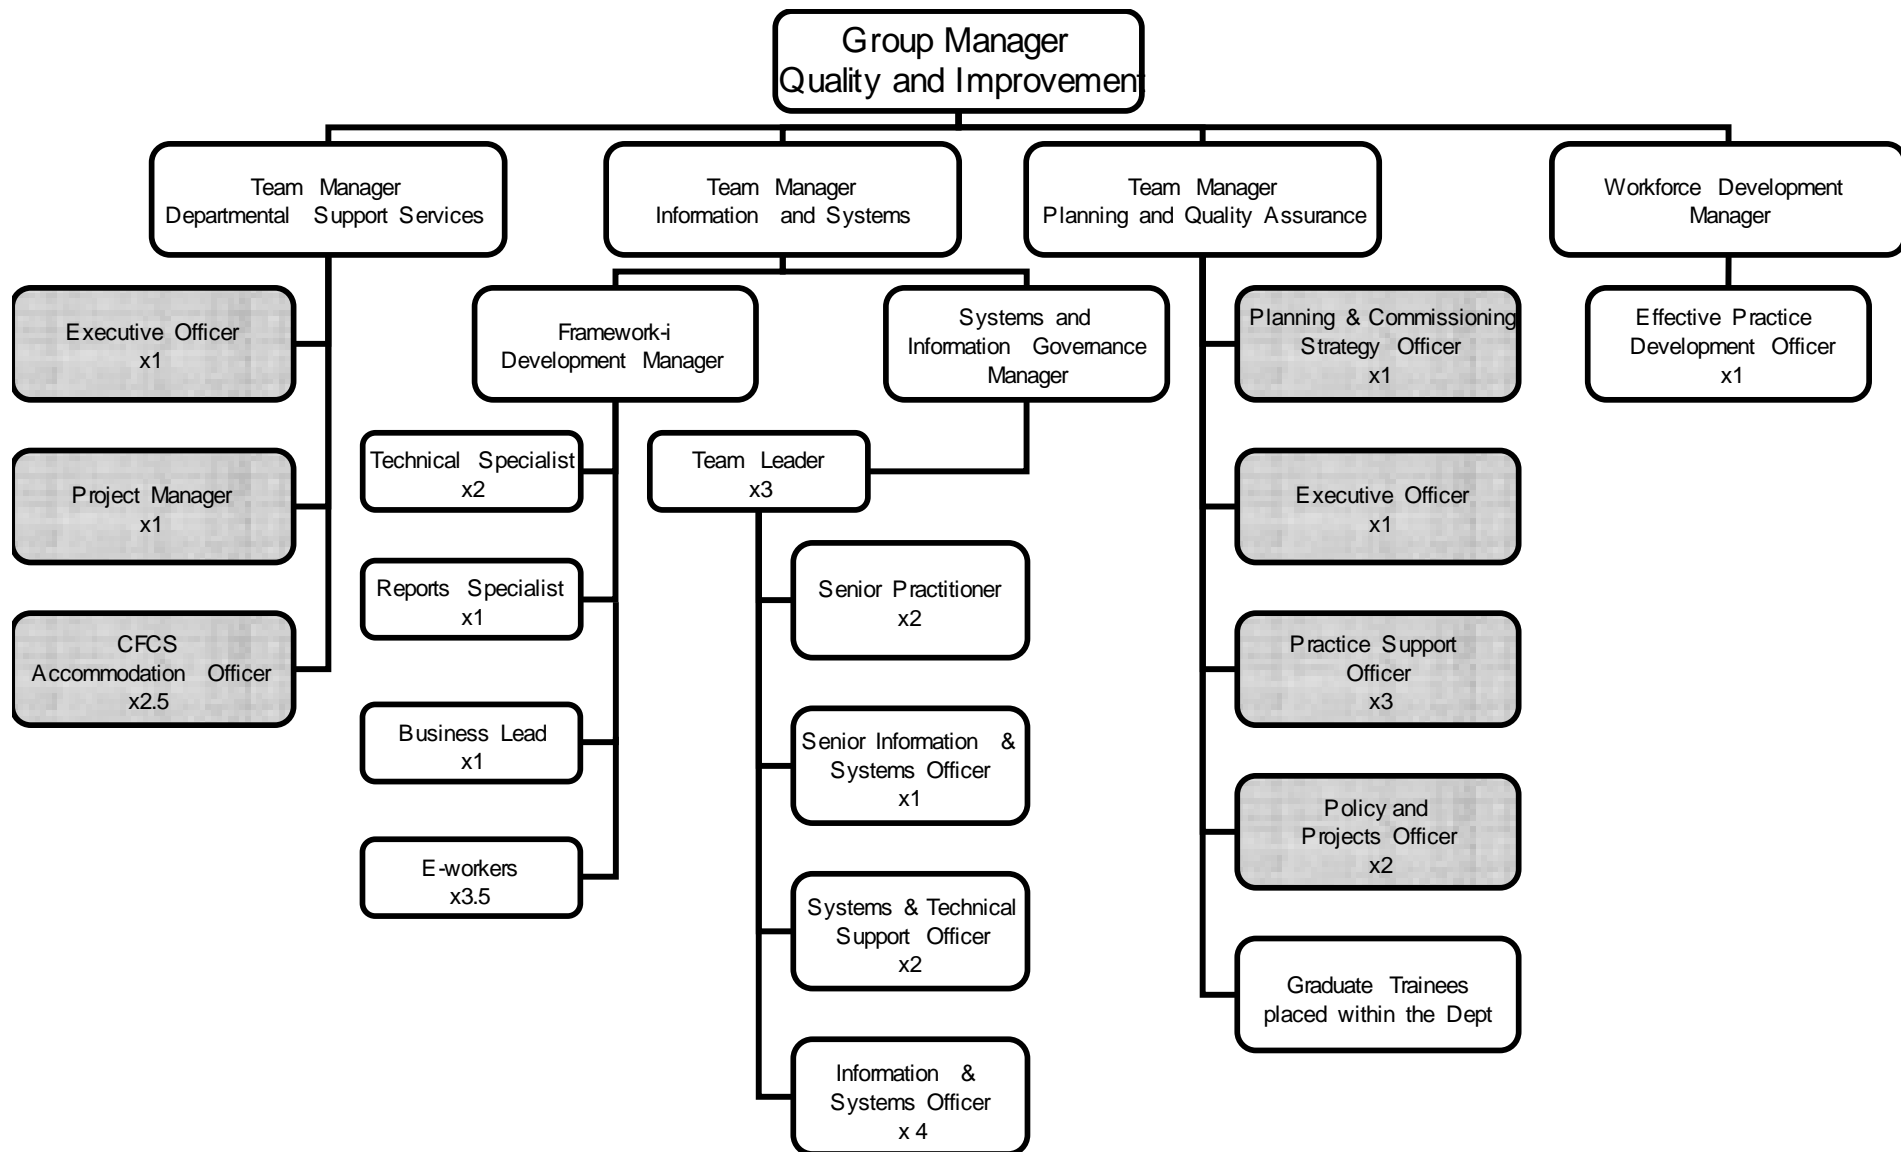 Group Manager
Quality and Improvement
Team Manager
Departmental Support Services
Team Manager
Information and Systems
Team Manager
Planning and Quality Assurance
Workforce Development
Manager
Executive Officer
x1
Project Manager
x1
CFCS
Accommodation Officer
x2.5
Framework-i
Development Manager
Technical Specialist
x2
Reports Specialist
x1
Business Lead
x1
E-workers
x3.5
Systems and
Information Governance
Manager
Team Leader
x3
Senior Practitioner
x2
Senior Information &
Systems Officer
x1
Systems & Technical
Support Officer
x2
Information &
Systems Officer
x 4
Planning & Commissioning
Strategy Officer
x1
Executive Officer
x1
Practice Support
Officer
x3
Policy and
Projects Officer
x2
Graduate Trainees
placed within the Dept
Effective Practice
Development Officer
x1